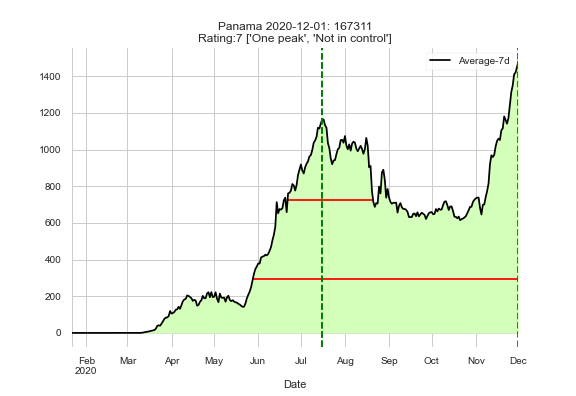 Panama 2020-12-01: 167311
Rating:7 ['One peak', 'Not in control']
Average-7d
1400
1200
1000
800
600
400
200
0
Feb Mar Apr May Jun Jul Aug Sep Oct Nov Dec
2020
Date